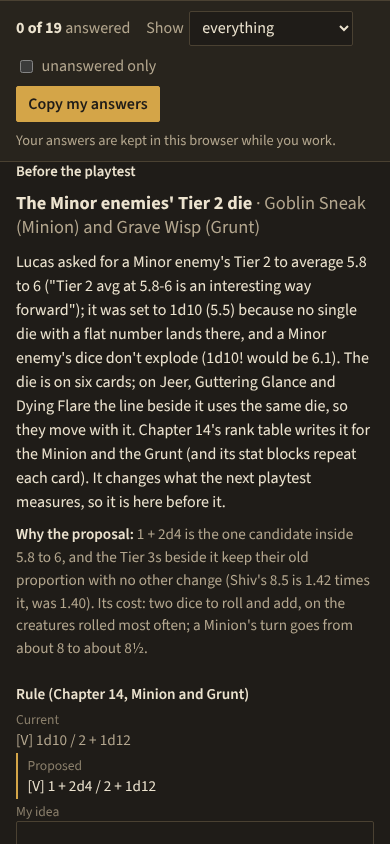 0 of 19 answered Show everything
unanswered only
Copy my answers
Your answers are kept in this browser while you work.
Before the playtest
The Minor enemies' Tier 2 die · Goblin Sneak
(Minion) and Grave Wisp (Grunt)
Lucas asked for a Minor enemy's Tier 2 to average 5.8
to 6 ("Tier 2 avg at 5.8-6 is an interesting way
forward"); it was set to 1d10 (5.5) because no single
die with a flat number lands there, and a Minor
enemy's dice don't explode (1d10! would be 6.1). The
die is on six cards; on Jeer, Guttering Glance and
Dying Flare the line beside it uses the same die, so
they move with it. Chapter 14's rank table writes it for
the Minion and the Grunt (and its stat blocks repeat
each card). It changes what the next playtest
measures, so it is here before it.
Why the proposal: 1 + 2d4 is the one candidate inside
5.8 to 6, and the Tier 3s beside it keep their old
proportion with no other change (Shiv's 8.5 is 1.42 times
it, was 1.40). Its cost: two dice to roll and add, on the
creatures rolled most often; a Minion's turn goes from
about 8 to about 8½.
Rule (Chapter 14, Minion and Grunt)
Current
[V] 1d10 / 2 + 1d12
Proposed
[V] 1 + 2d4 / 2 + 1d12
My idea